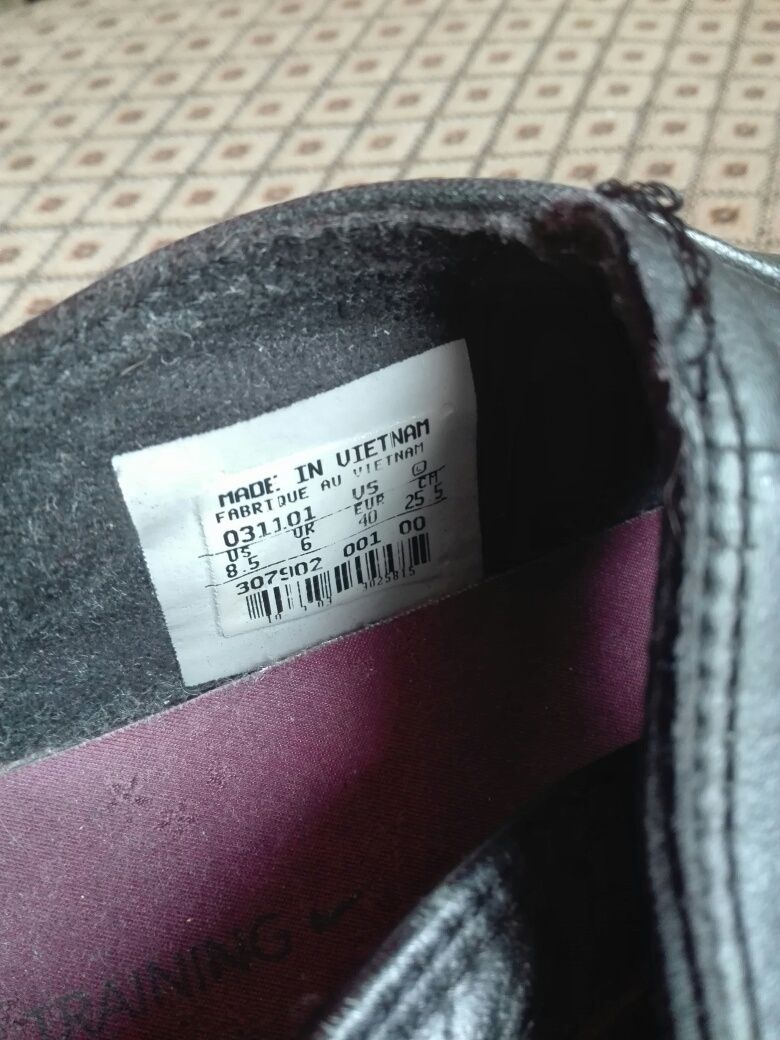 MADE IN VIETNAM
FABRIQUE AU VIETNAM
031101 US
US UK EUR CM
8.5 6 40 25.5
307902 001 00
TRAINING